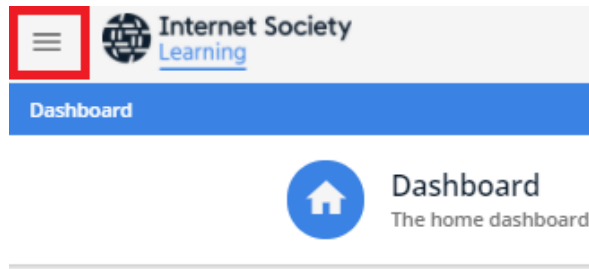 Internet Society
Learning
Dashboard
Dashboard
The home dashboard